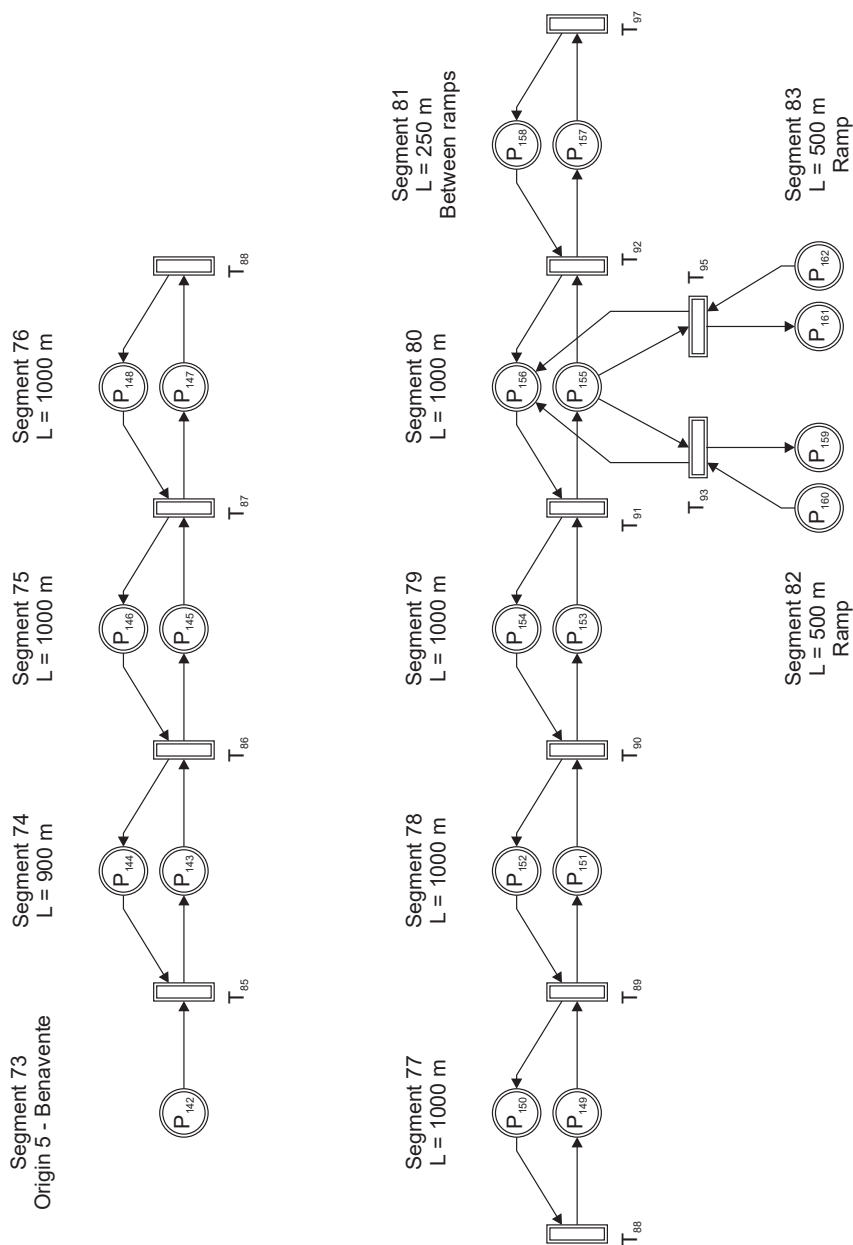 Segment 73
Origin 5 - Benavente
Segment 74
L = 900 m
Segment 75
L = 1000 m
Segment 76
L = 1000 m
P142
P144
P143
P146
P145
P148
P147
T85
T86
T87
T88
Segment 77
L = 1000 m
Segment 78
L = 1000 m
Segment 79
L = 1000 m
Segment 80
L = 1000 m
Segment 81
L = 250 m
Between ramps
P150
P149
P152
P151
P154
P153
P156
P155
P158
P157
T88
T89
T90
T91
T92
T97
T93
T95
P160
P159
P161
P162
Segment 82
L = 500 m
Ramp
Segment 83
L = 500 m
Ramp